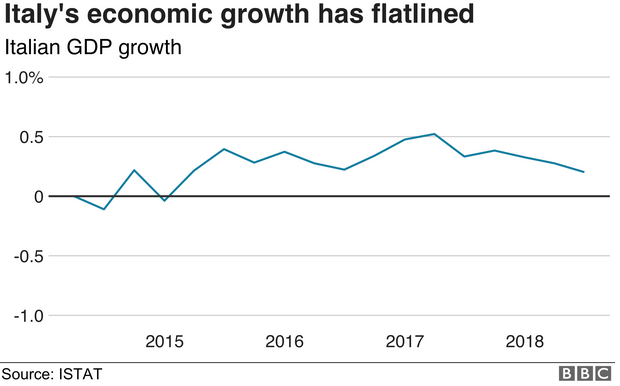 Italy's economic growth has flatlined
Italian GDP growth
1.0%
0.5
0
-0.5
-1.0
2015 2016 2017 2018
Source: ISTAT BBC